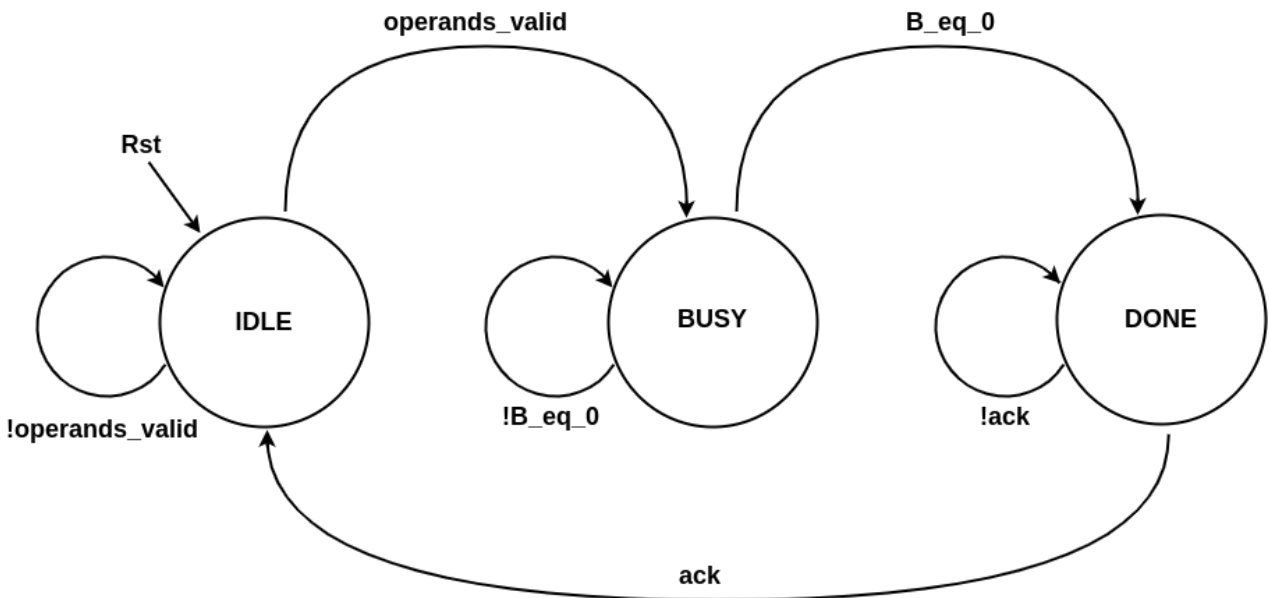 operands_valid
B_eq_0
Rst
IDLE
BUSY
DONE
!operands_valid
!B_eq_0
!ack
ack